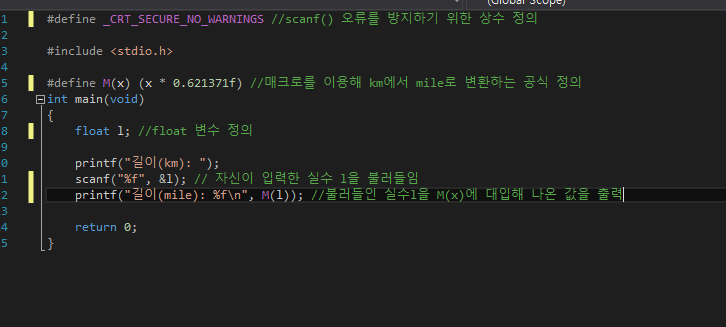 (Global Scope)
1 #define _CRT_SECURE_NO_WARNINGS //scanf() 오류를 방지하기 위한 상수 정의
2
3 #include <stdio.h>
4
5 #define M(x) (x * 0.621371f) //매크로를 이용해 km에서 mile로 변환하는 공식 정의
6 int main(void)
7 {
8 float l; //float 변수 정의
9
0 printf("길이(km): ");
1 scanf("%f", &l); // 자신이 입력한 실수 l을 불러들임
2 printf("길이(mile): %f\n", M(l)); //불러들인 실수l을 M(x)에 대입해 나온 값을 출력
3
4 return 0;
5 }